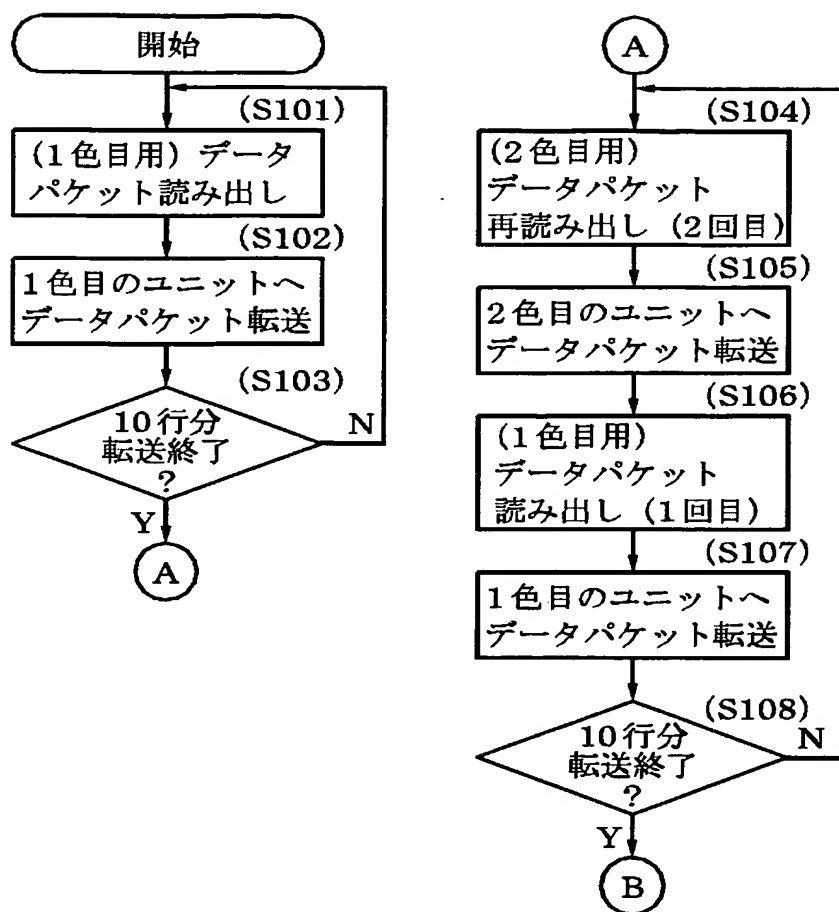 開始
(S101)
(1色目用) データ
パケット読み出し
(S102)
1色目のユニットへ
データパケット転送
(S103)
10行分
転送終了
?
N
Y
A
A
(S104)
(2色目用)
データパケット
再読み出し (2回目)
(S105)
2色目のユニットへ
データパケット転送
(S106)
(1色目用)
データパケット
読み出し (1回目)
(S107)
1色目のユニットへ
データパケット転送
(S108)
10行分
転送終了
?
N
Y
B